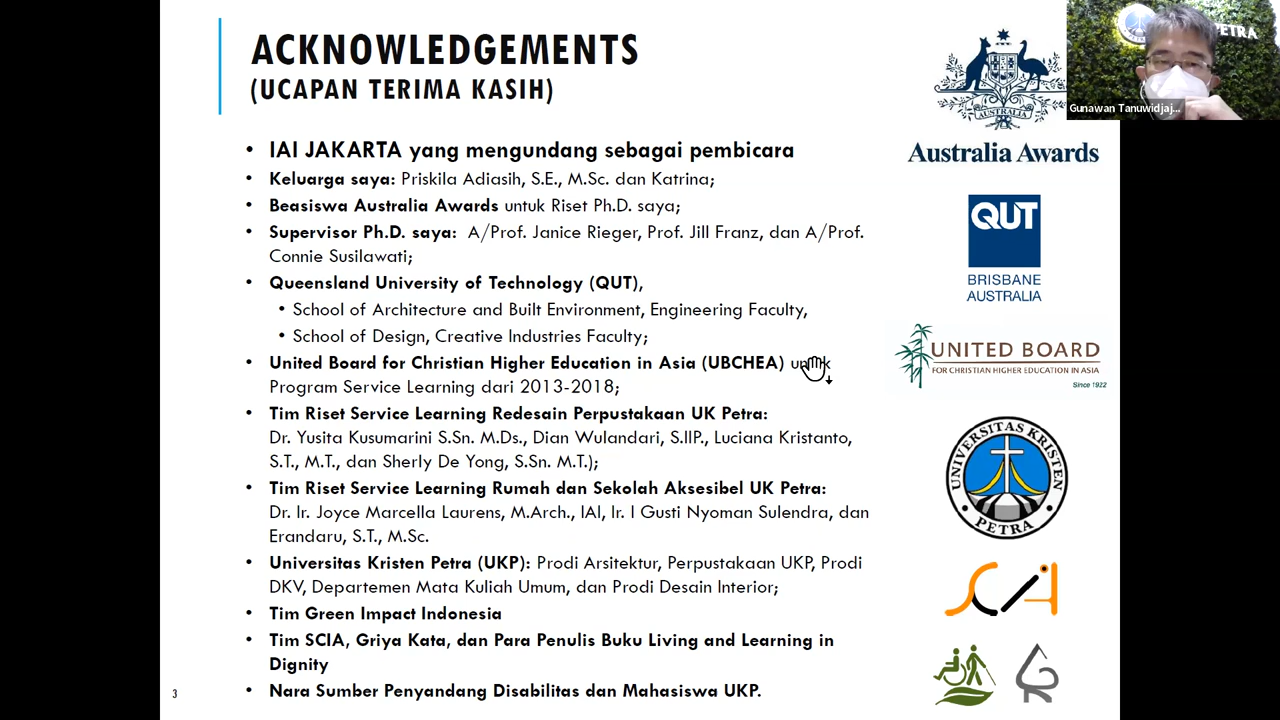 ACKNOWLEDGEMENTS
(UCAPAN TERIMA KASIH)
• IAI JAKARTA yang mengundang sebagai pembicara
• Keluarga saya: Priskila Adiasih, S.E., M.Sc. dan Katrina;
• Beasiswa Australia Awards untuk Riset Ph.D. saya;
• Supervisor Ph.D. saya: A/Prof. Janice Rieger, Prof. Jill Franz, dan A/Prof.
Connie Susilawati;
• Queensland University of Technology (QUT),
• School of Architecture and Built Environment, Engineering Faculty,
• School of Design, Creative Industries Faculty;
• United Board for Christian Higher Education in Asia (UBCHEA) untuk
Program Service Learning dari 2013-2018;
• Tim Riset Service Learning Redesain Perpustakaan UK Petra:
Dr. Yusita Kusumarini S.Sn. M.Ds., Dian Wulandari, S.IIP., Luciana Kristanto,
S.T., M.T., dan Sherly De Yong, S.Sn. M.T.);
• Tim Riset Service Learning Rumah dan Sekolah Aksesibel UK Petra:
Dr. Ir. Joyce Marcella Laurens, M.Arch., IAI, Ir. I Gusti Nyoman Sulendra, dan
Erandaru, S.T., M.Sc.
• Universitas Kristen Petra (UKP): Prodi Arsitektur, Perpustakaan UKP, Prodi
DKV, Departemen Mata Kuliah Umum, dan Prodi Desain Interior;
• Tim Green Impact Indonesia
• Tim SCIA, Griya Kata, dan Para Penulis Buku Living and Learning in
Dignity
• Nara Sumber Penyandang Disabilitas dan Mahasiswa UKP.
3
AUSTRALIA
Australia Awards
QUT
BRISBANE
AUSTRALIA
UNITED BOARD
FOR CHRISTIAN HIGHER EDUCATION IN ASIA
Since 1922
UNIVERSITAS KRISTEN
PETRA
SCIA
PETRA
Gunawan Tanuwidjaj...